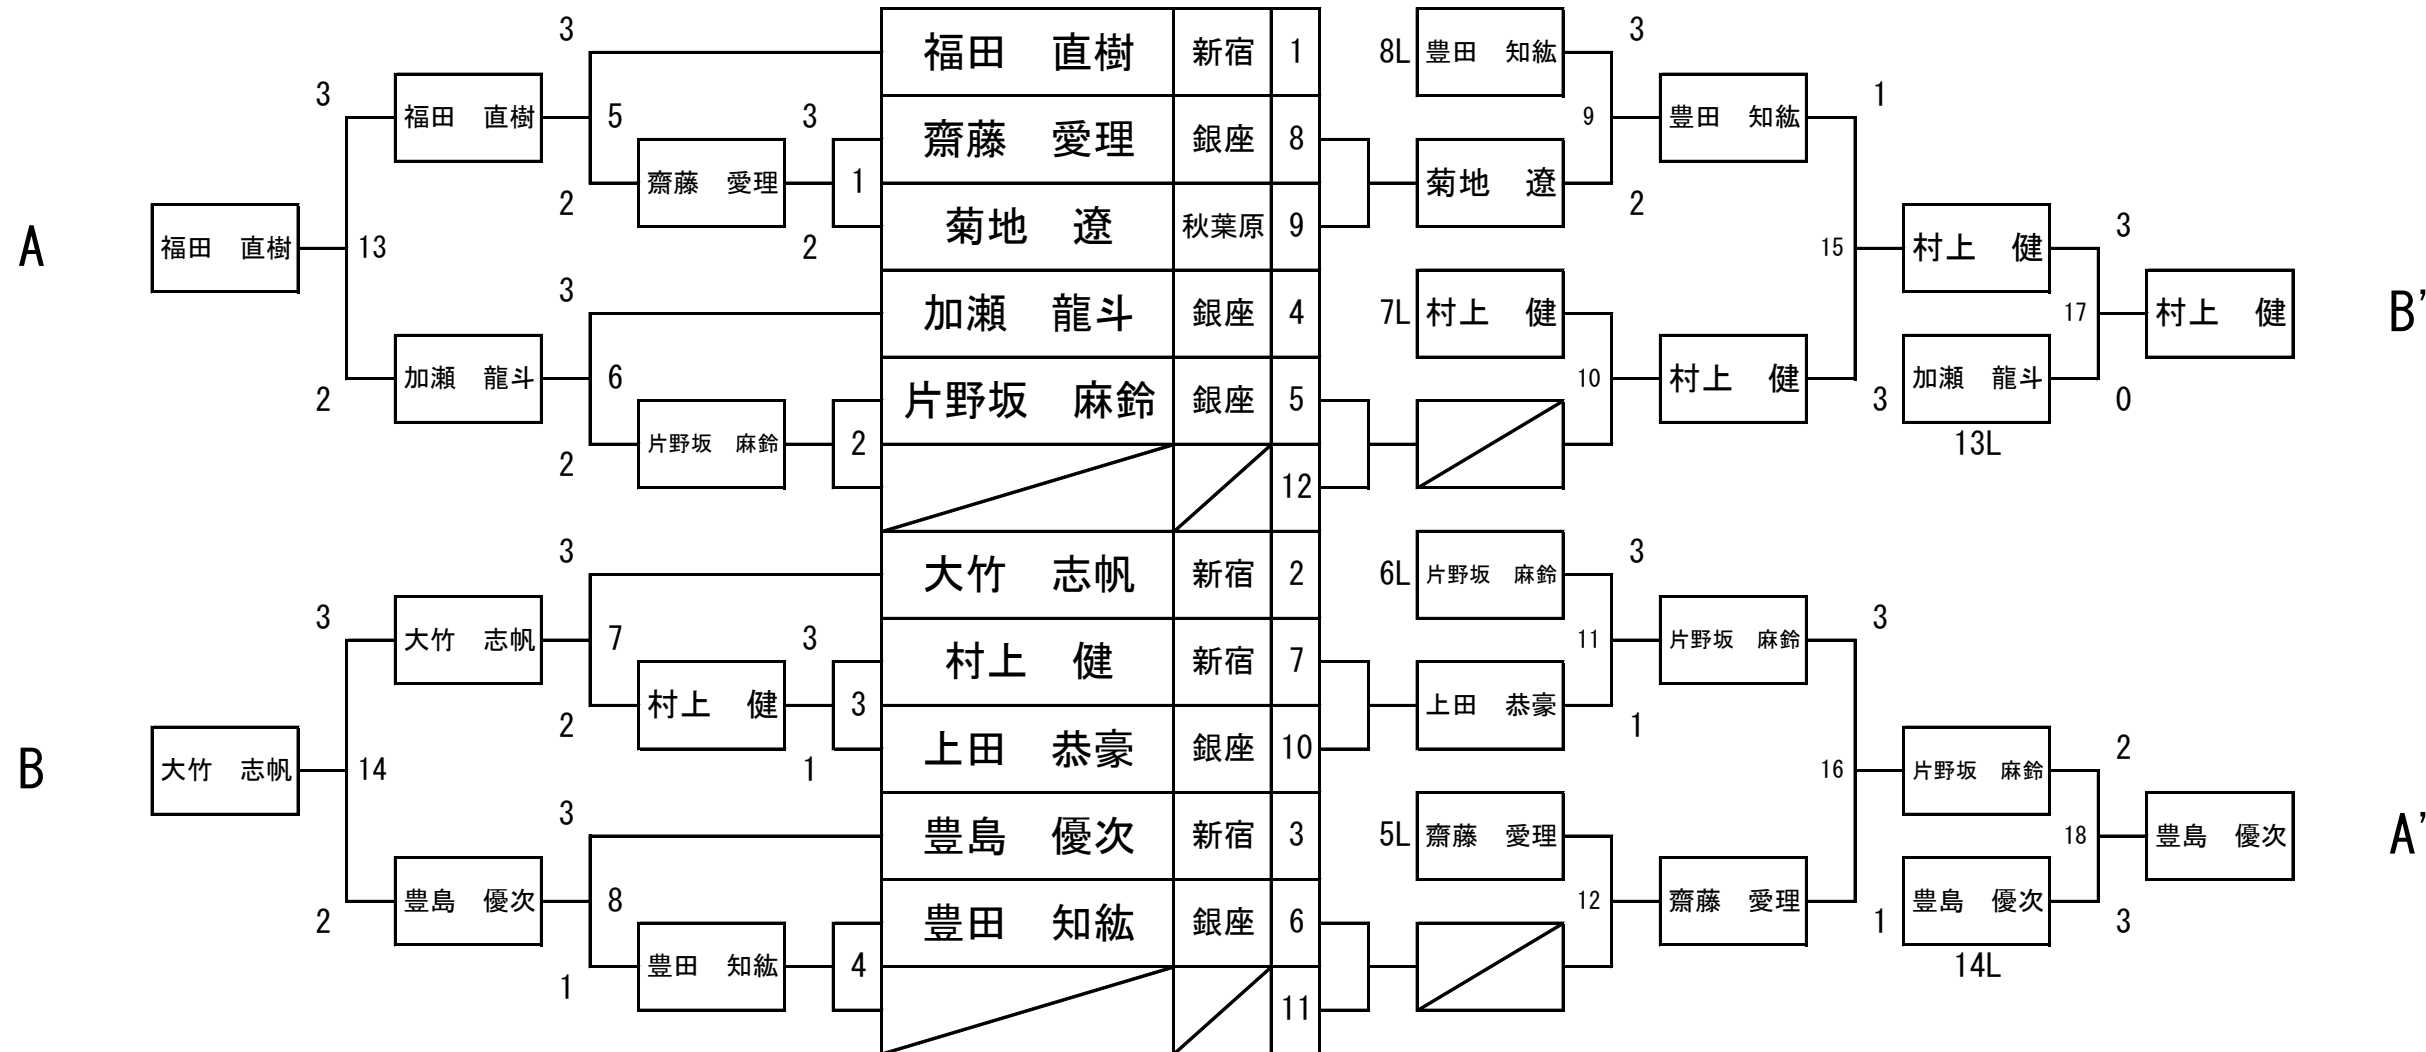 3
福田　直樹 新宿 1 8L 豊田　知紘 3
3 福田　直樹 5 3 齋藤　愛理 銀座 8 9 豊田　知紘 1
2 齋藤　愛理 1 菊地　遼 2
A 福田　直樹 13 2 菊地　遼 秋葉原 9 15 村上　健 3
3 加瀬　龍斗 銀座 4 7L 村上　健 17 村上　健 B'
2 加瀬　龍斗 6 片野坂　麻鈴 銀座 5 10 村上　健 3 加瀬　龍斗 0
2 片野坂　麻鈴 2 13L
12
3 大竹　志帆 新宿 2 6L 片野坂　麻鈴 3
3 大竹　志帆 7 3 村上　健 新宿 7 11 片野坂　麻鈴 3
2 村上　健 3 上田　恭豪 1
B 大竹　志帆 14 1 上田　恭豪 銀座 10 16 片野坂　麻鈴 2
3 豊島　優次 新宿 3 5L 齋藤　愛理 18 豊島　優次 A'
2 豊島　優次 8 豊田　知紘 銀座 6 12 齋藤　愛理 1 豊島　優次 3
1 豊田　知紘 4 14L
11